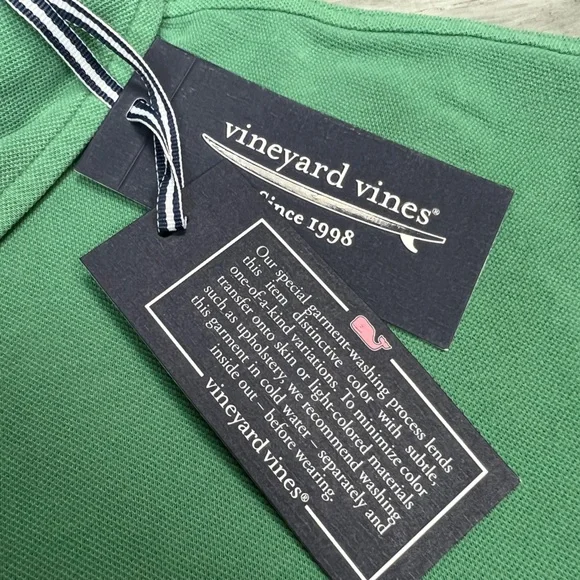 vineyard vines®
Since 1998
Our special garment-washing process lends
this item distinctive color with subtle,
one-of-a-kind variations. To minimize color
transfer onto skin or light-colored materials
such as upholstery, we recommend washing
this garment in cold water – separately and
inside out – before wearing.
vineyard vines®